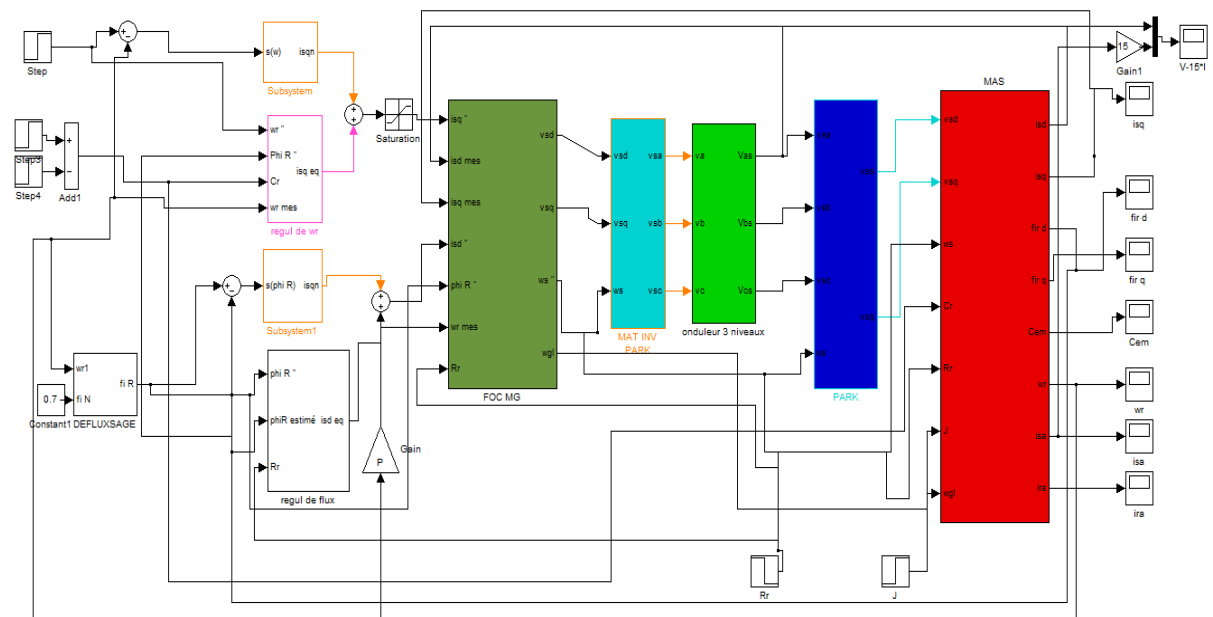 Step
s(w) isqn
Subsystem
Saturation
wr "
Phi R "
Cr
wr mes
isq eq
regul de wr
Step3
Step4
Add1
s(phi R) isqn
Subsystem1
wr1
fi N
fi R
0.7
Constant1 DEFLUXSAGE
phi R "
phiR estimé isd eq
Rr
regul de flux
P
Gain
isq "
isd mes
isq mes
isd "
phi R "
wr mes
Rr
vsd
vsq
ws "
wgl
FOC MG
vsd
vsq
ws
vsa
vsb
vsc
MAT INV
PARK
va
vb
vc
Vas
Vbs
Vcs
onduleur 3 niveaux
PARK
MAS
vsd
vsq
ws
Cr
Rr
J
wgl
isd
isq
fir d
fir q
Cem
wr
isa
ira
15
Gain1
V-15*I
isq
fir d
fir q
Cem
wr
isa
ira
Rr
J